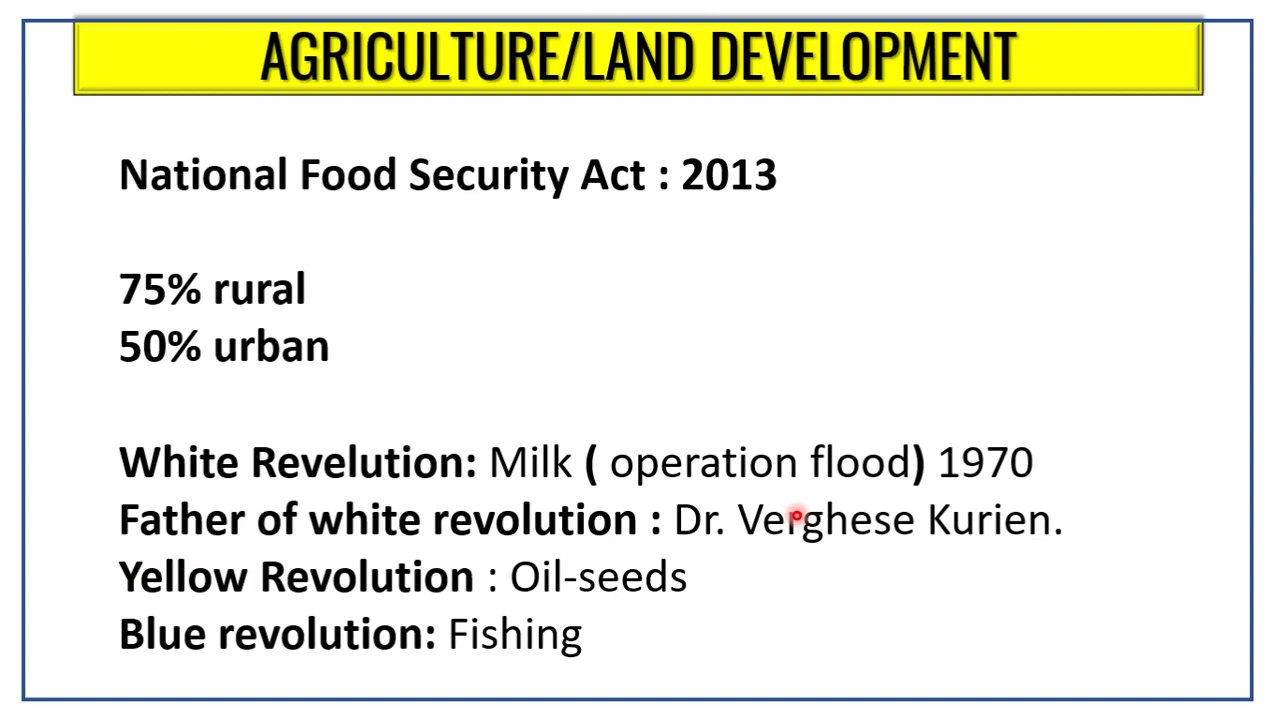 AGRICULTURE/LAND DEVELOPMENT
National Food Security Act : 2013
75% rural
50% urban
White Revelution: Milk ( operation flood) 1970
Father of white revolution : Dr. Verghese Kurien.
Yellow Revolution : Oil-seeds
Blue revolution: Fishing